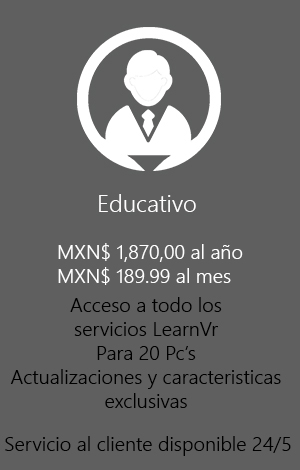 Educativo
MXN$ 1,870,00 al año
MXN$ 189.99 al mes
Acceso a todo los
servicios LearnVr
Para 20 Pc's
Actualizaciones y caracteristicas
exclusivas
Servicio al cliente disponible 24/5